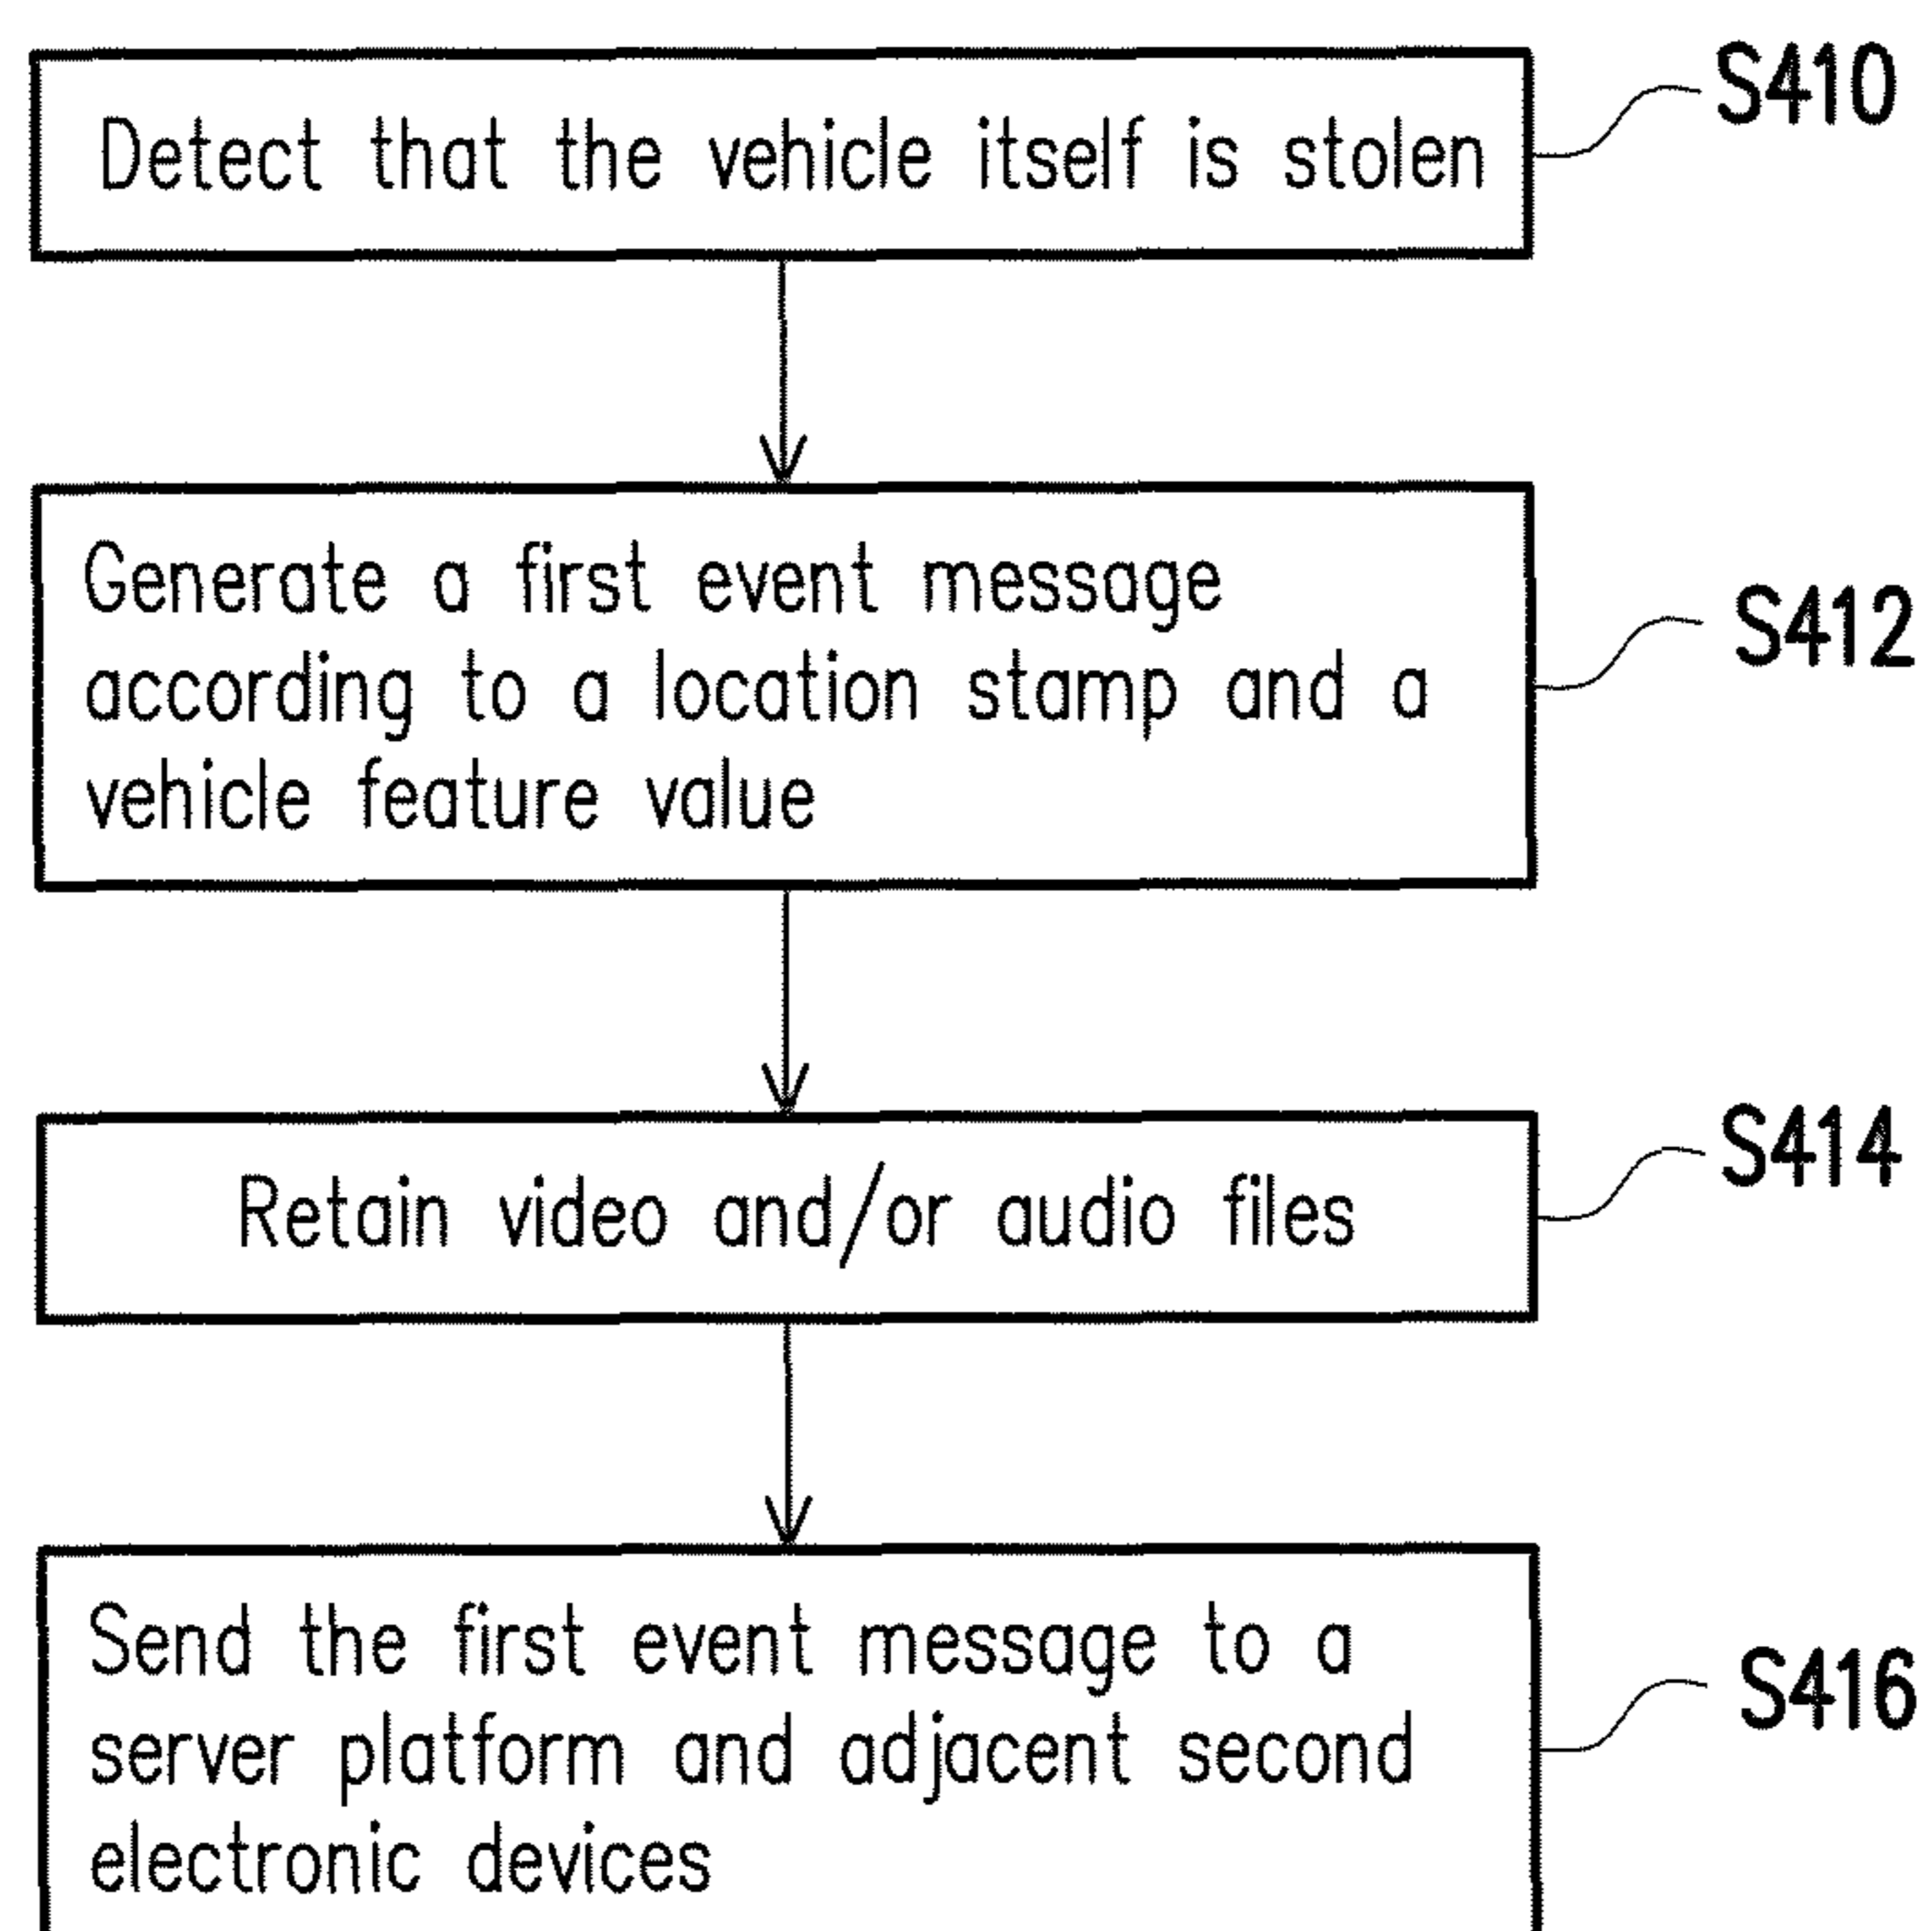 Detect that the vehicle itself is stolen
S410
Generate a first event message
according to a location stamp and a
vehicle feature value
S412
Retain video and/or audio files
S414
Send the first event message to a
server platform and adjacent second
electronic devices
S416